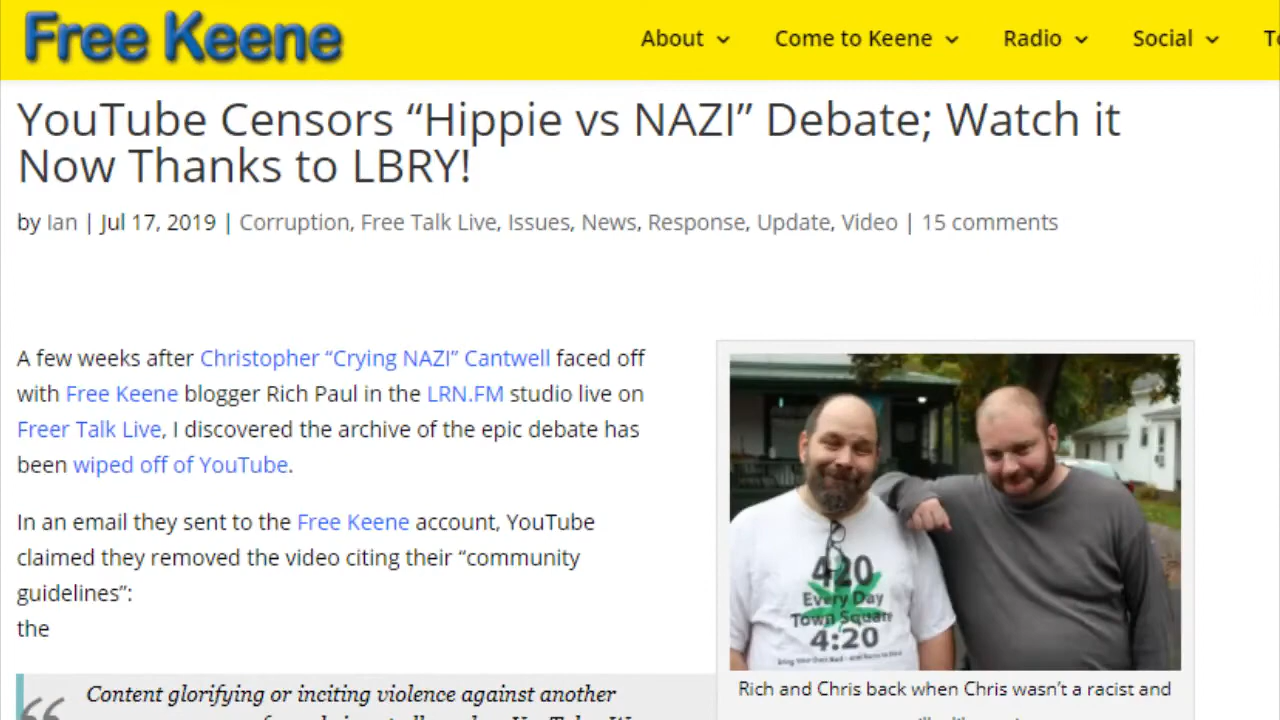 Free Keene
About
Come to Keene
Radio
Social
YouTube Censors “Hippie vs NAZI” Debate; Watch it
Now Thanks to LBRY!
by Ian | Jul 17, 2019 | Corruption, Free Talk Live, Issues, News, Response, Update, Video | 15 comments
A few weeks after Christopher “Crying NAZI” Cantwell faced off
with Free Keene blogger Rich Paul in the LRN.FM studio live on
Freer Talk Live, I discovered the archive of the epic debate has
been wiped off of YouTube.
In an email they sent to the Free Keene account, YouTube
claimed they removed the video citing their “community
guidelines”:
the
Content glorifying or inciting violence against another
420
Every Day
Town Square
4:20
Rich and Chris back when Chris wasn’t a racist and